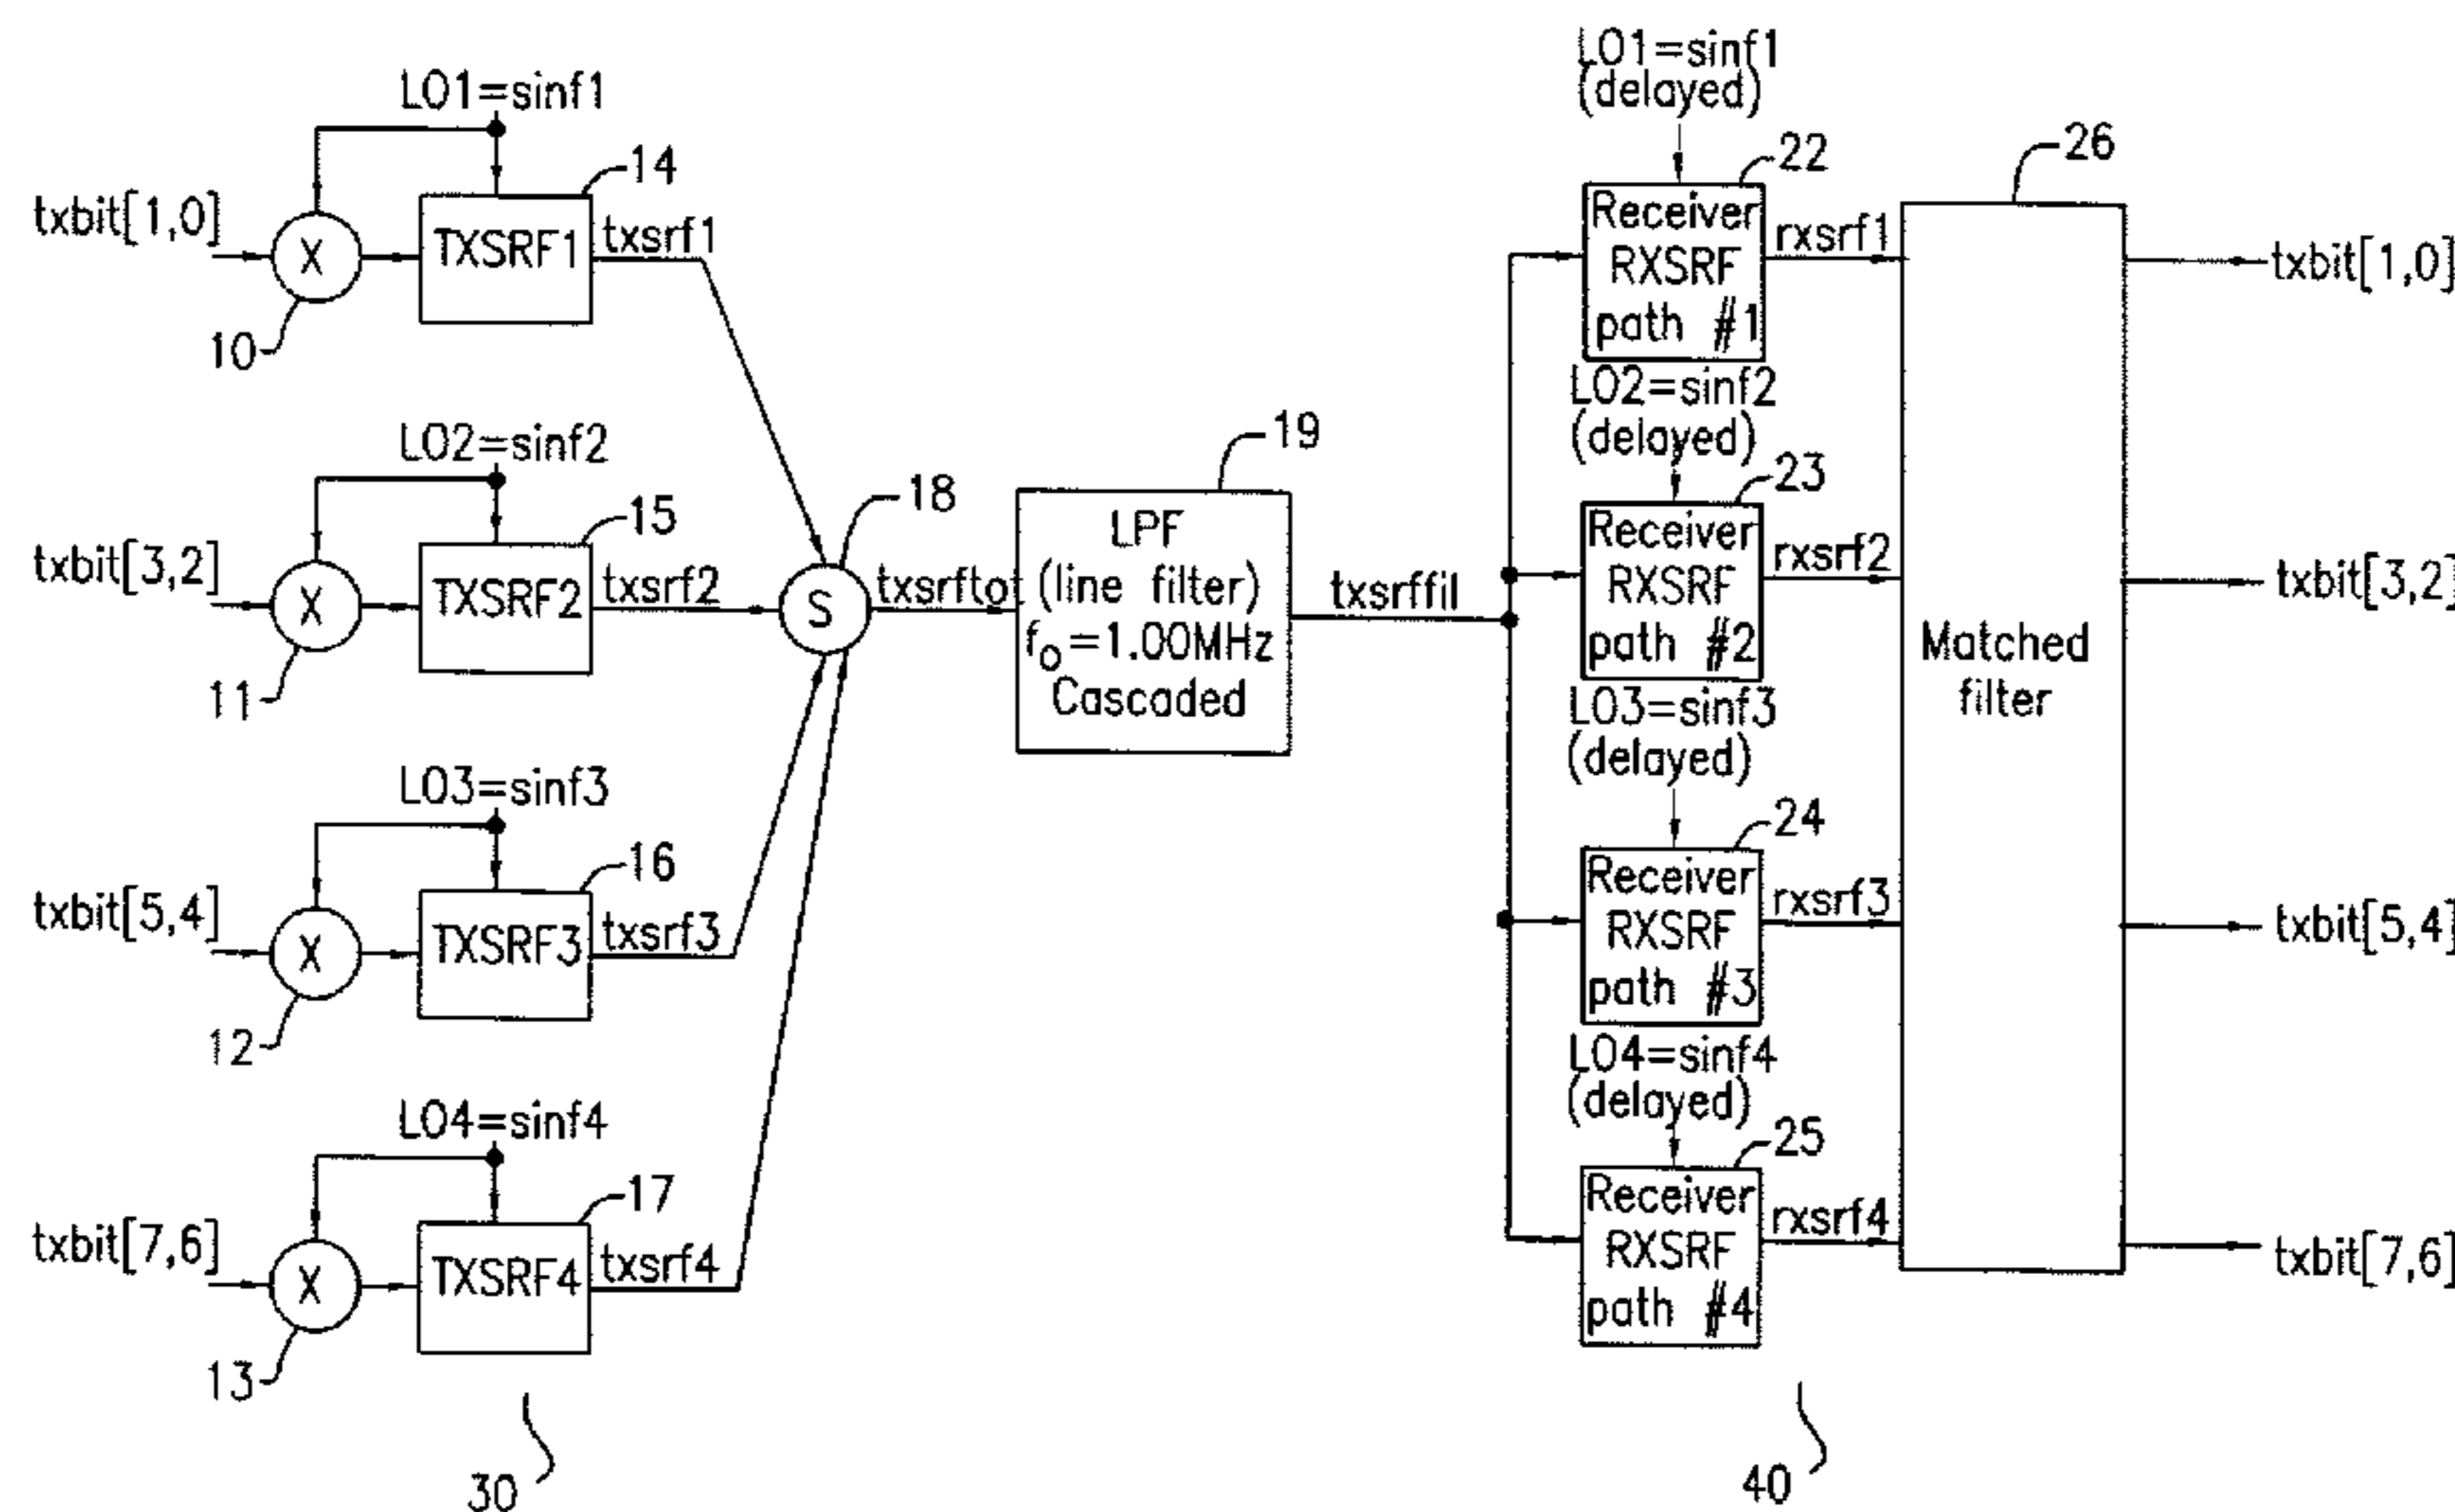 LO1=sinf1
14
txbit[1,0]
X
TXSRF1
txsrf1
10
LO2=sinf2
15
txbit[3,2]
X
TXSRF2
txsrf2
11
LO3=sinf3
16
txbit[5,4]
X
TXSRF3
txsrf3
12
LO4=sinf4
17
txbit[7,6]
X
TXSRF4
txsrf4
13
30
18
S
txsrftot
19
LPF
(line filter)
fo=1.00MHz
Cascaded
txsrffil
LO1=sinf1
(delayed)
22
Receiver
RXSRF
path #1
rxsrf1
LO2=sinf2
(delayed)
23
Receiver
RXSRF
path #2
rxsrf2
LO3=sinf3
(delayed)
24
Receiver
RXSRF
path #3
rxsrf3
LO4=sinf4
(delayed)
25
Receiver
RXSRF
path #4
rxsrf4
40
26
Matched
filter
txbit[1,0]
txbit[3,2]
txbit[5,4]
txbit[7,6]